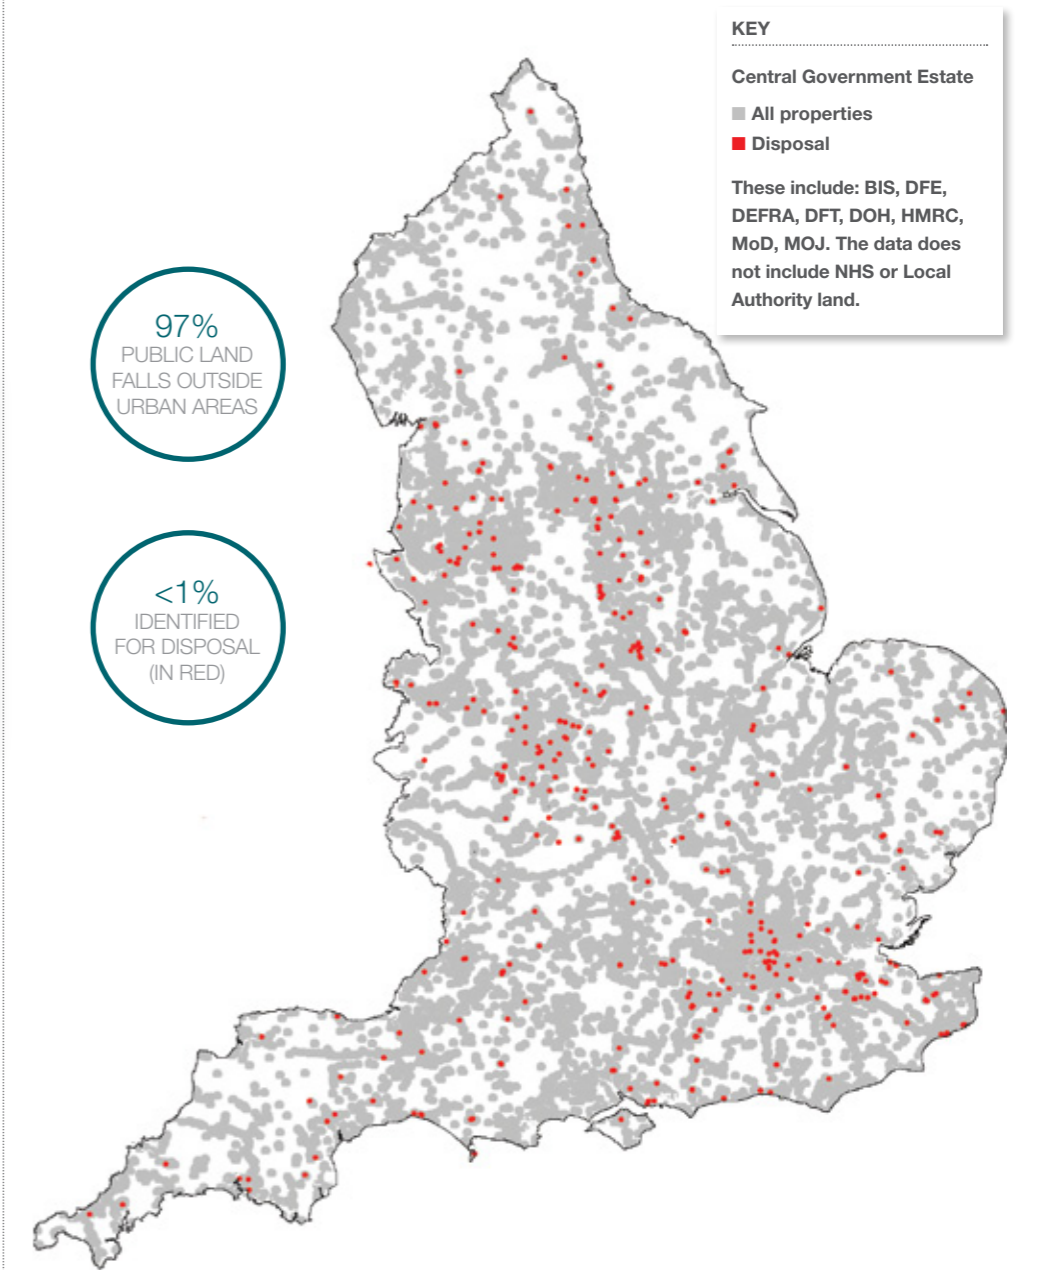 KEY
Central Government Estate
All properties
Disposal
These include: BIS, DFE,
DEFRA, DFT, DOH, HMRC,
MoD, MOJ. The data does
not include NHS or Local
Authority land.
97%
PUBLIC LAND
FALLS OUTSIDE
URBAN AREAS
<1%
IDENTIFIED
FOR DISPOSAL
(IN RED)